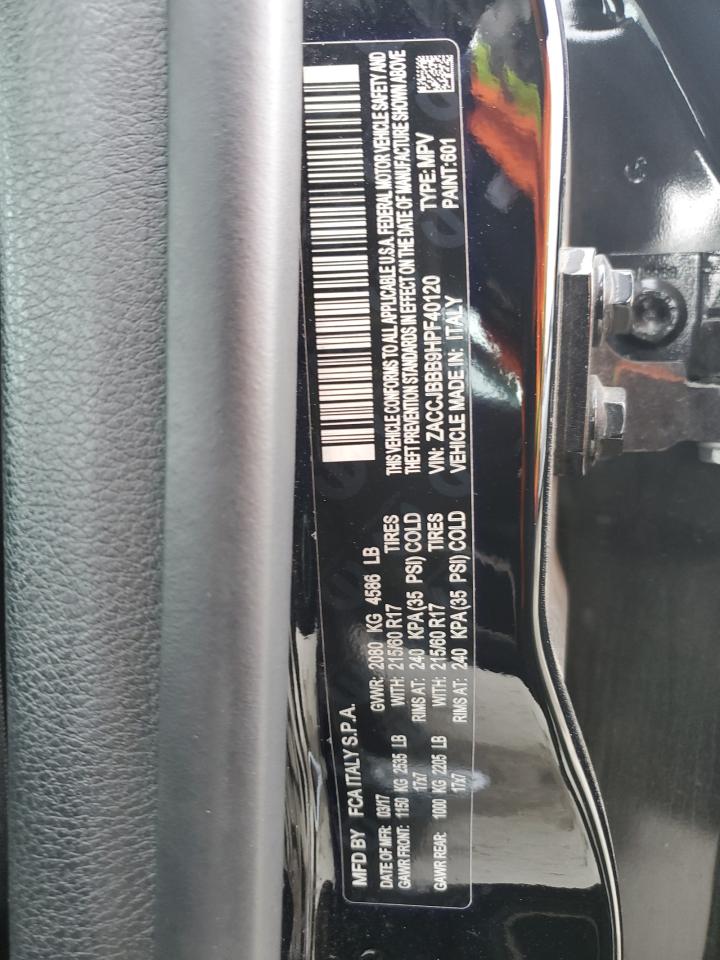 MFD BY FCA ITALY S.P.A.
DATE OF MFR: 03/17 GVWR: 2080 KG 4586 LB
GAWR FRONT: 1150 KG 2535 LB WITH: 215/60 R17 TIRES
17x7 RIMS AT: 240 KPA(35 PSI) COLD
GAWR REAR: 1000 KG 2205 LB WITH: 215/60 R17 TIRES
17x7 RIMS AT: 240 KPA(35 PSI) COLD
THIS VEHICLE CONFORMS TO ALL APPLICABLE U.S.A. FEDERAL MOTOR VEHICLE SAFETY AND
THEFT PREVENTION STANDARDS IN EFFECT ON THE DATE OF MANUFACTURE SHOWN ABOVE
VIN: ZACCJBBB9HPF40120 TYPE: MPV
VEHICLE MADE IN: ITALY PAINT:601